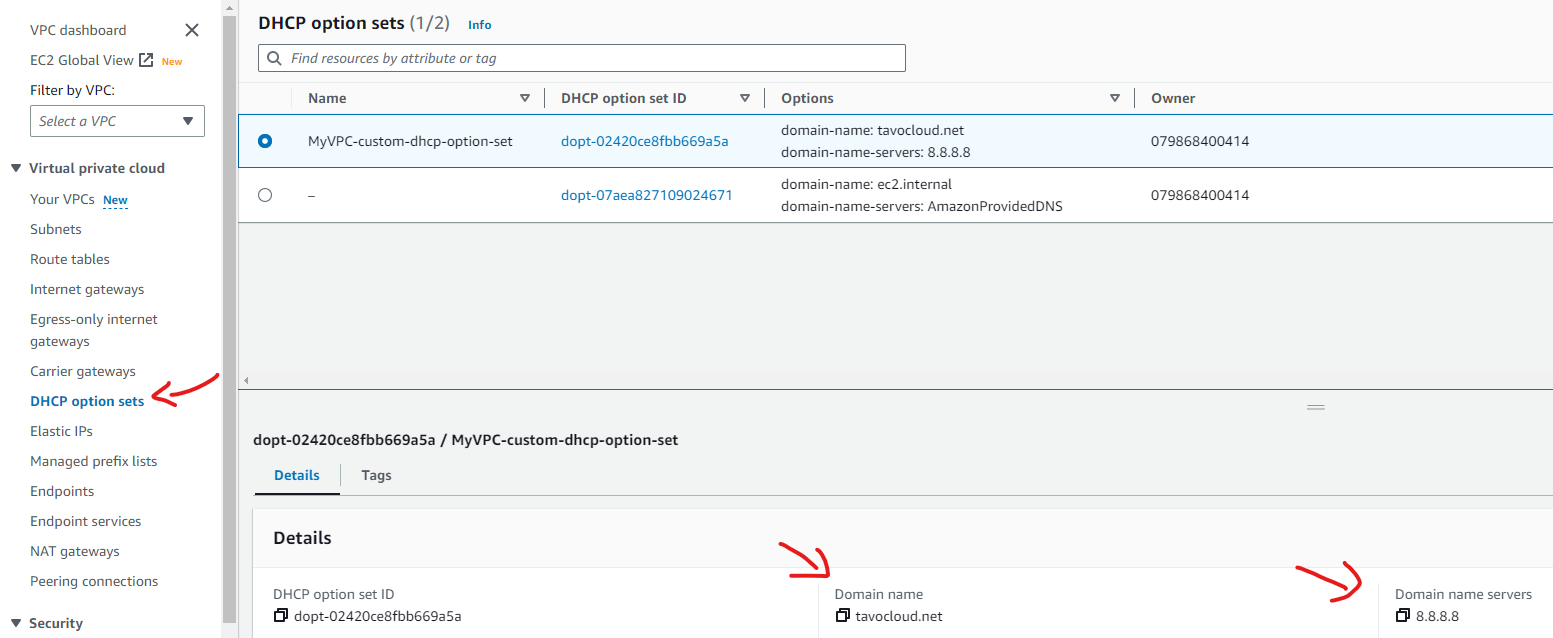 VPC dashboard
EC2 Global View New
Filter by VPC:
Select a VPC
Virtual private cloud
Your VPCs New
Subnets
Route tables
Internet gateways
Egress-only internet
gateways
Carrier gateways
DHCP option sets
Elastic IPs
Managed prefix lists
Endpoints
Endpoint services
NAT gateways
Peering connections
Security
DHCP option sets (1/2) Info
Find resources by attribute or tag
Name DHCP option set ID Options Owner
MyVPC-custom-dhcp-option-set dopt-02420ce8fbb669a5a domain-name: tavocloud.net 079868400414
domain-name-servers: 8.8.8.8
– dopt-07aea827109024671 domain-name: ec2.internal 079868400414
domain-name-servers: AmazonProvidedDNS
dopt-02420ce8fbb669a5a / MyVPC-custom-dhcp-option-set
Details Tags
Details
DHCP option set ID Domain name Domain name servers
dopt-02420ce8fbb669a5a tavocloud.net 8.8.8.8